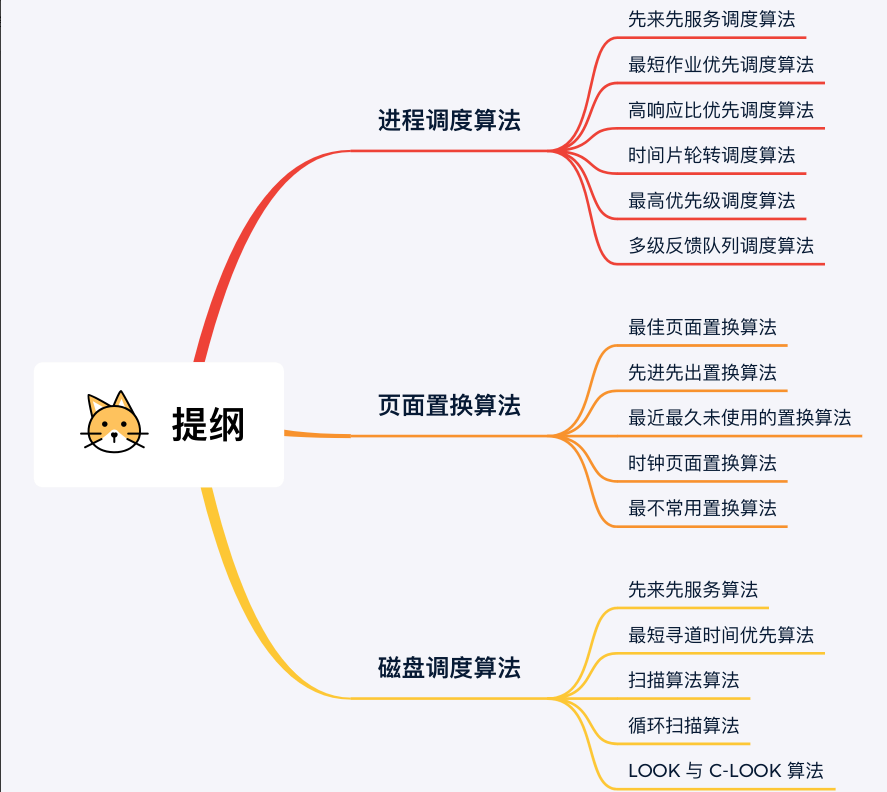 提纲
进程调度算法
先来先服务调度算法
最短作业优先调度算法
高响应比优先调度算法
时间片轮转调度算法
最高优先级调度算法
多级反馈队列调度算法
页面置换算法
最佳页面置换算法
先进先出置换算法
最近最久未使用的置换算法
时钟页面置换算法
最不常用置换算法
磁盘调度算法
先来先服务算法
最短寻道时间优先算法
扫描算法算法
循环扫描算法
LOOK 与 C-LOOK 算法